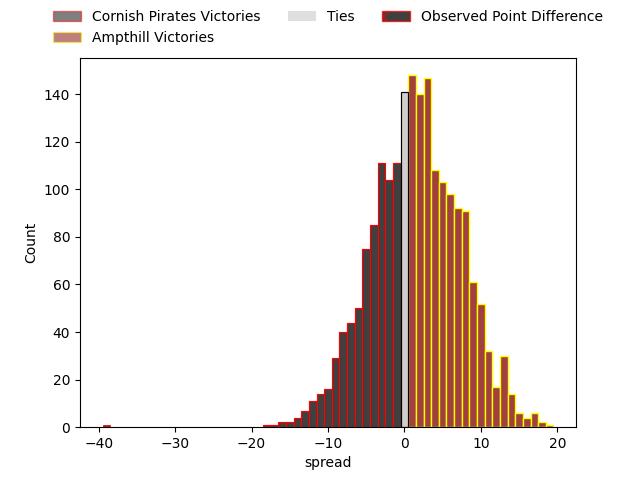 Cornish Pirates Victories
Ties
Observed Point Difference
Ampthill Victories
140
120
100
80
60
40
20
0
Count
−40
−30
−20
−10
0
10
20
spread